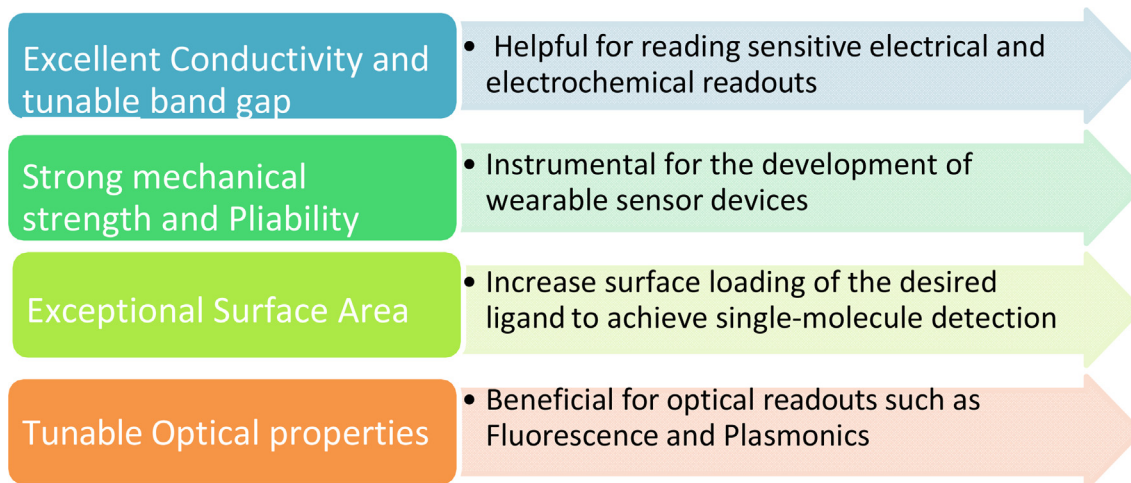 Excellent Conductivity and
tunable band gap
• Helpful for reading sensitive electrical and
electrochemical readouts
Strong mechanical
strength and Pliability
• Instrumental for the development of
wearable sensor devices
Exceptional Surface Area
• Increase surface loading of the desired
ligand to achieve single-molecule detection
Tunable Optical properties
• Beneficial for optical readouts such as
Fluorescence and Plasmonics